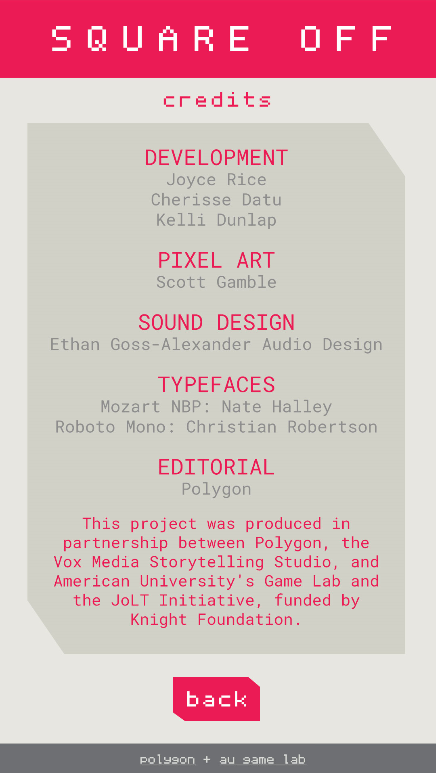 SQUARE OFF
credits
DEVELOPMENT
Joyce Rice
Cherisse Datu
Kelli Dunlap
PIXEL ART
Scott Gamble
SOUND DESIGN
Ethan Goss-Alexander Audio Design
TYPEFACES
Mozart NBP: Nate Halley
Roboto Mono: Christian Robertson
EDITORIAL
Polygon
This project was produced in
partnership between Polygon, the
Vox Media Storytelling Studio, and
American University's Game Lab and
the JoLT Initiative, funded by
Knight Foundation.
back
polygon + au game lab